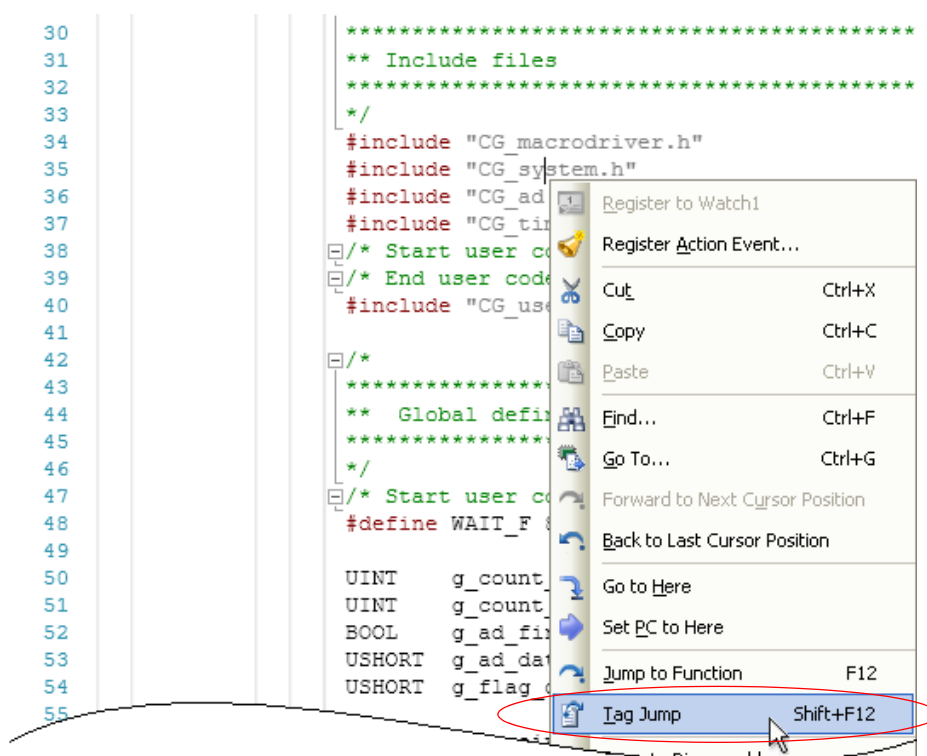 30 *******************************************
31 ** Include files
32 *******************************************
33 */
34 #include "CG_macrodriver.h"
35 #include "CG_system.h"
36 #include "CG_ad
37 #include "CG_ti
38 /* Start user co
39 /* End user code
40 #include "CG_use
41
42 /*
43 ****************
44 ** Global defi
45 ****************
46 */
47 /* Start user co
48 #define WAIT_F
49
50 UINT g_count_
51 UINT g_count_
52 BOOL g_ad_fi
53 USHORT g_ad_dat
54 USHORT g_flag_
55
Register to Watch1
Register Action Event...
Cut Ctrl+X
Copy Ctrl+C
Paste Ctrl+V
Find... Ctrl+F
Go To... Ctrl+G
Forward to Next Cursor Position
Back to Last Cursor Position
Go to Here
Set PC to Here
Jump to Function F12
Tag Jump Shift+F12